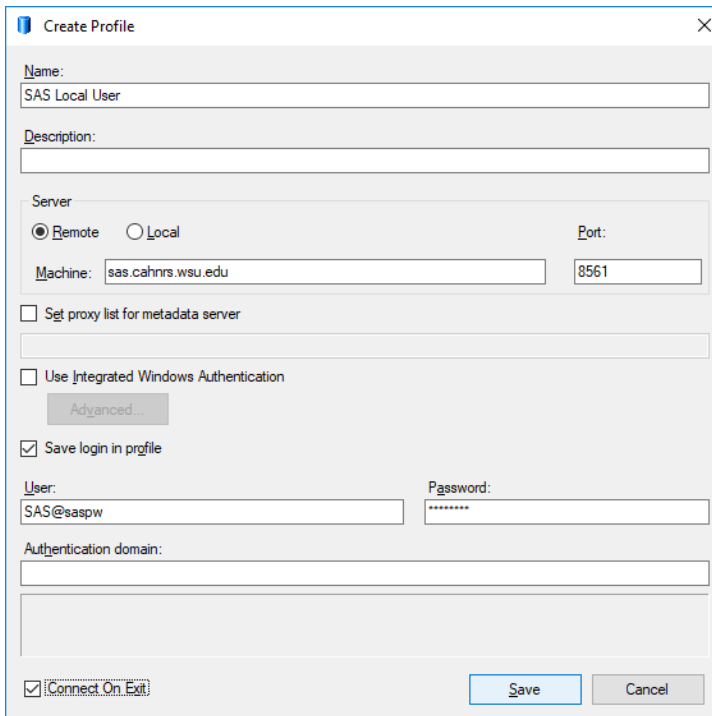 Create Profile
Name:
SAS Local User
Description:
Server
Remote Local Port:
Machine: sas.cahnrs.wsu.edu 8561
Set proxy list for metadata server
Use Integrated Windows Authentication
Advanced...
Save login in profile
User: Password:
SAS@saspw ********
Authentication domain:
Connect On Exit Save Cancel